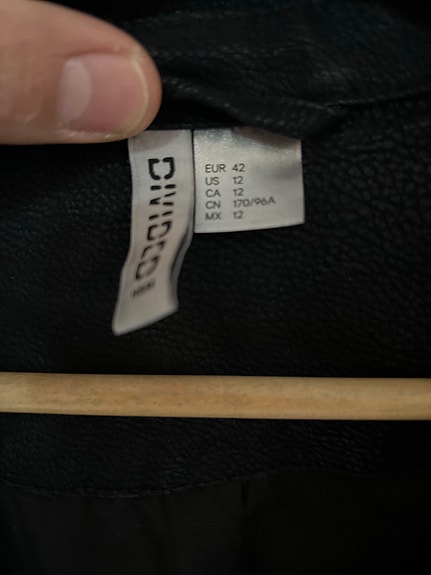 DIVIDED
H&M
EUR 42
US 12
CA 12
CN 170/96A
MX 12